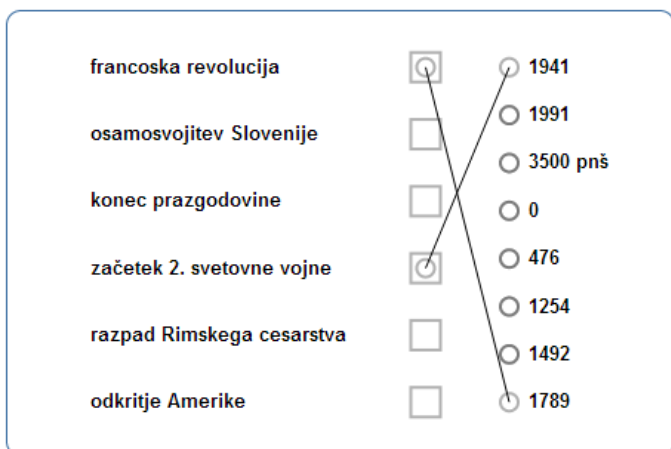 francoska revolucija
osamosvojitev Slovenije
konec prazgodovine
začetek 2. svetovne vojne
razpad Rimskega cesarstva
odkritje Amerike
1941
1991
3500 pnš
0
476
1254
1492
1789